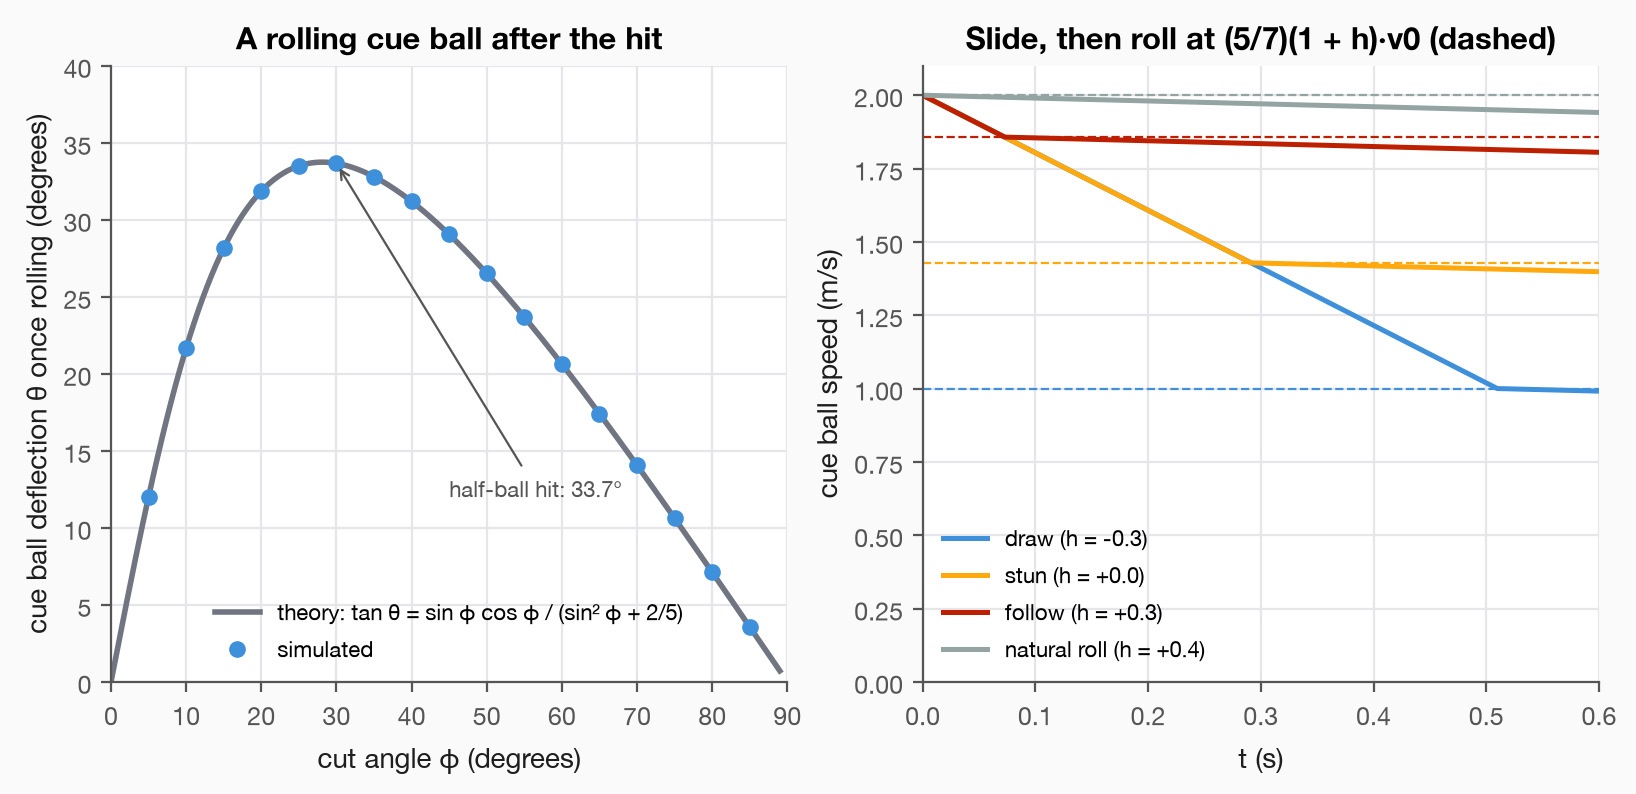 A rolling cue ball after the hit
cue ball deflection θ once rolling (degrees)
40
35
30
25
20
15
10
5
0
half-ball hit: 33.7°
theory: tan θ = sin ϕ cos ϕ / (sin² ϕ + 2/5)
simulated
0 10 20 30 40 50 60 70 80 90
cut angle ϕ (degrees)
Slide, then roll at (5/7)(1 + h)·v0 (dashed)
cue ball speed (m/s)
2.00
1.75
1.50
1.25
1.00
0.75
0.50
0.25
0.00
draw (h = -0.3)
stun (h = +0.0)
follow (h = +0.3)
natural roll (h = +0.4)
0.0 0.1 0.2 0.3 0.4 0.5 0.6
t (s)